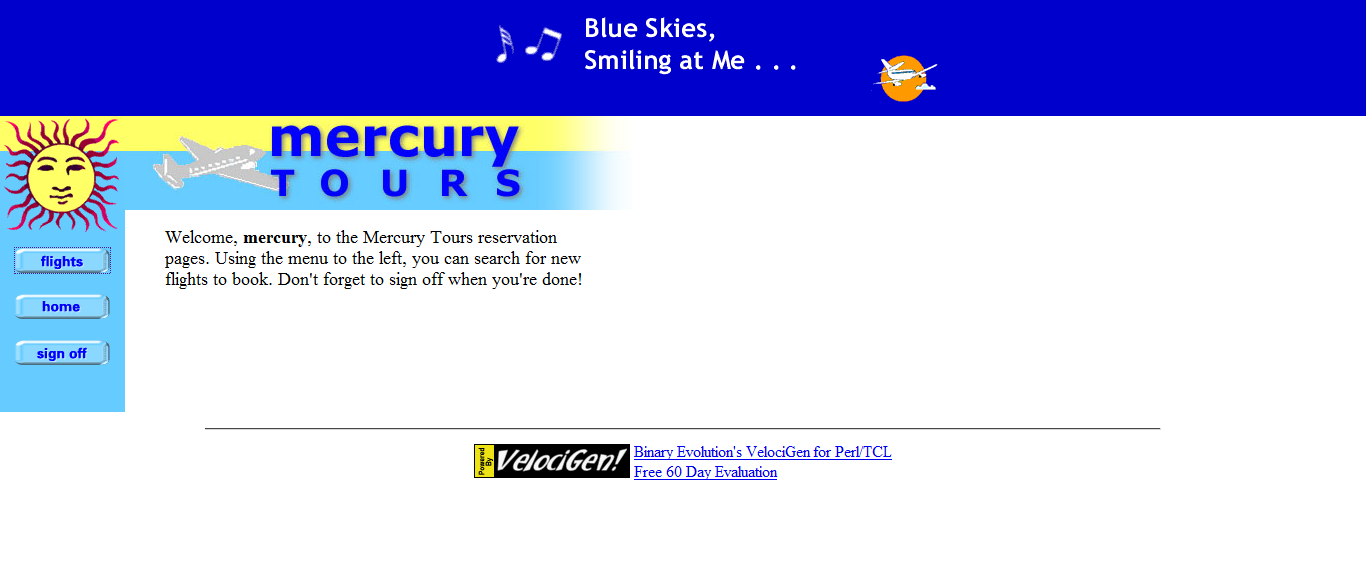 Blue Skies,
Smiling at Me . . .
mercury
TOURS
flights
home
sign off
Welcome, mercury, to the Mercury Tours reservation
pages. Using the menu to the left, you can search for new
flights to book. Don't forget to sign off when you're done!
Powered
By
VelociGen!
Binary Evolution's VelociGen for Perl/TCL
Free 60 Day Evaluation